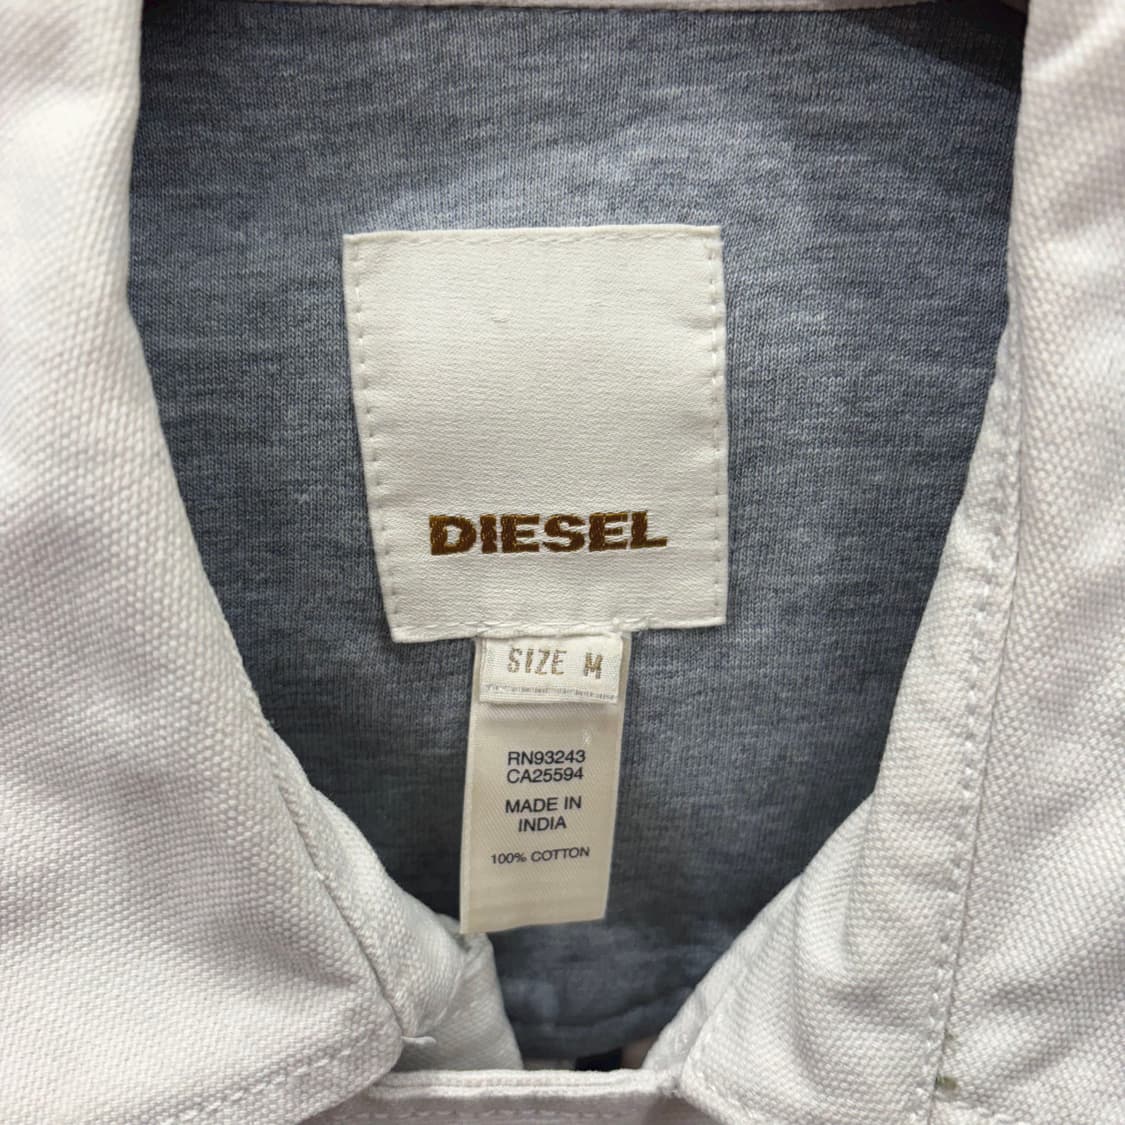 DIESEL
SIZE M
RN93243
CA25594
MADE IN
INDIA
100% COTTON